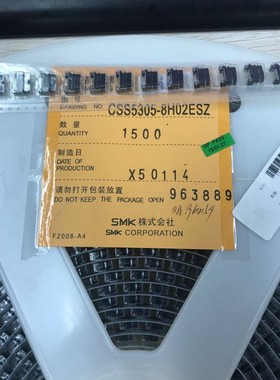 图号
DRAWING NO. CSS5305-8H02ESZ
数量
QUANTITY 1500
制造日
DATE OF
PRODUCTION X50114
请勿打开包装放置 963889
DO NOT KEEP THE PACKAGE OPEN
SMK 株式会社
SMK CORPORATION
F2008-A4